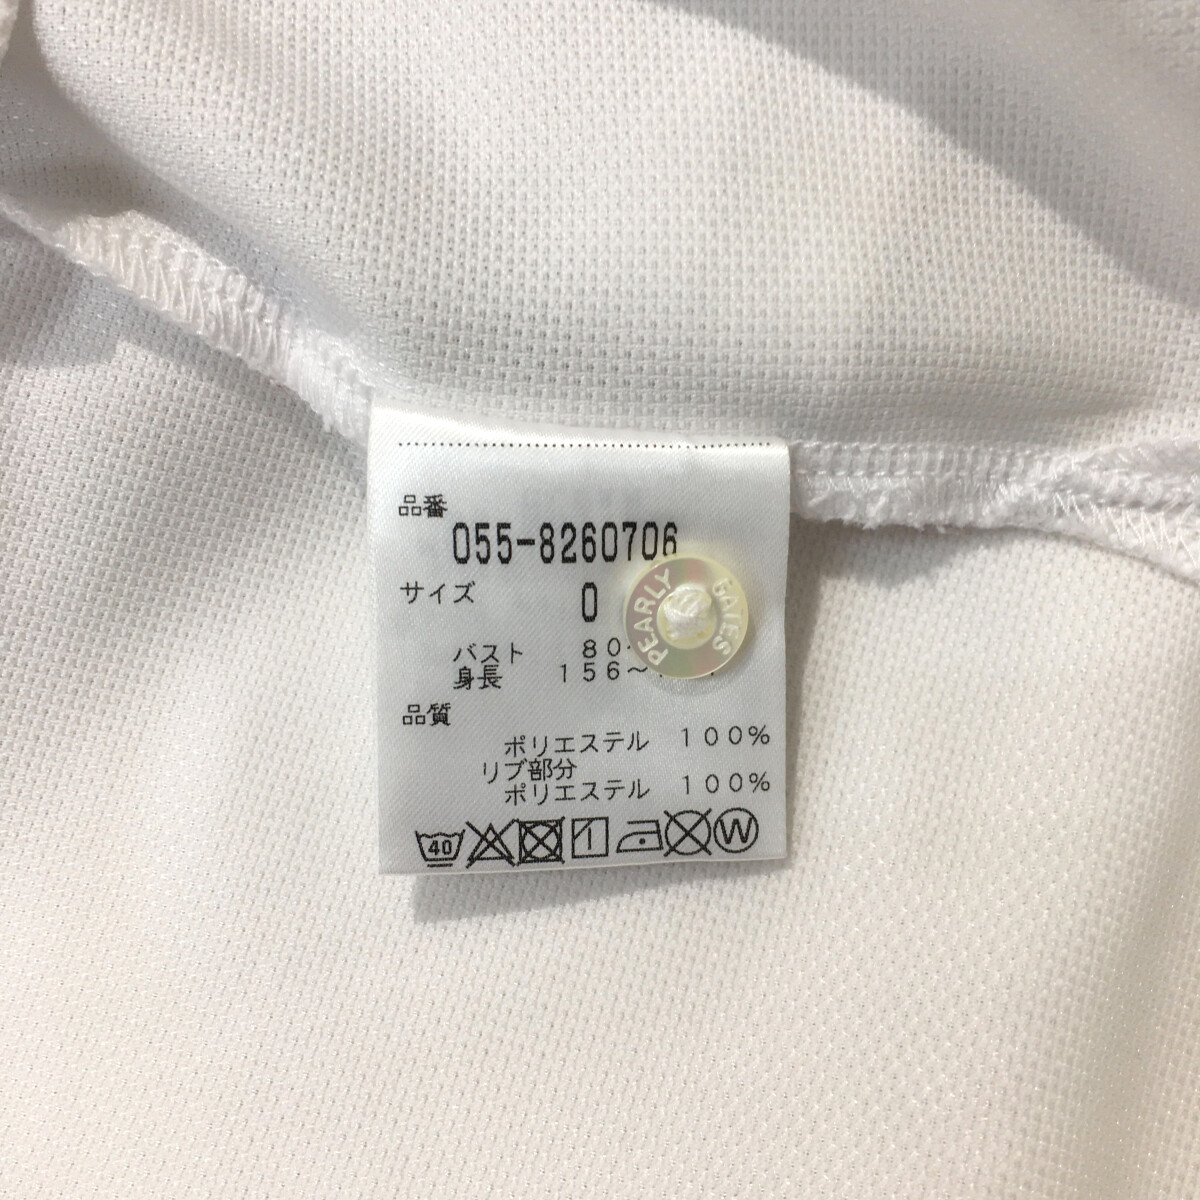 品番
055-8260706
サイズ 0
PEARLY GATES
バスト 80~
身長 156~
品質
ポリエステル 100%
リブ部分
ポリエステル 100%
40 W